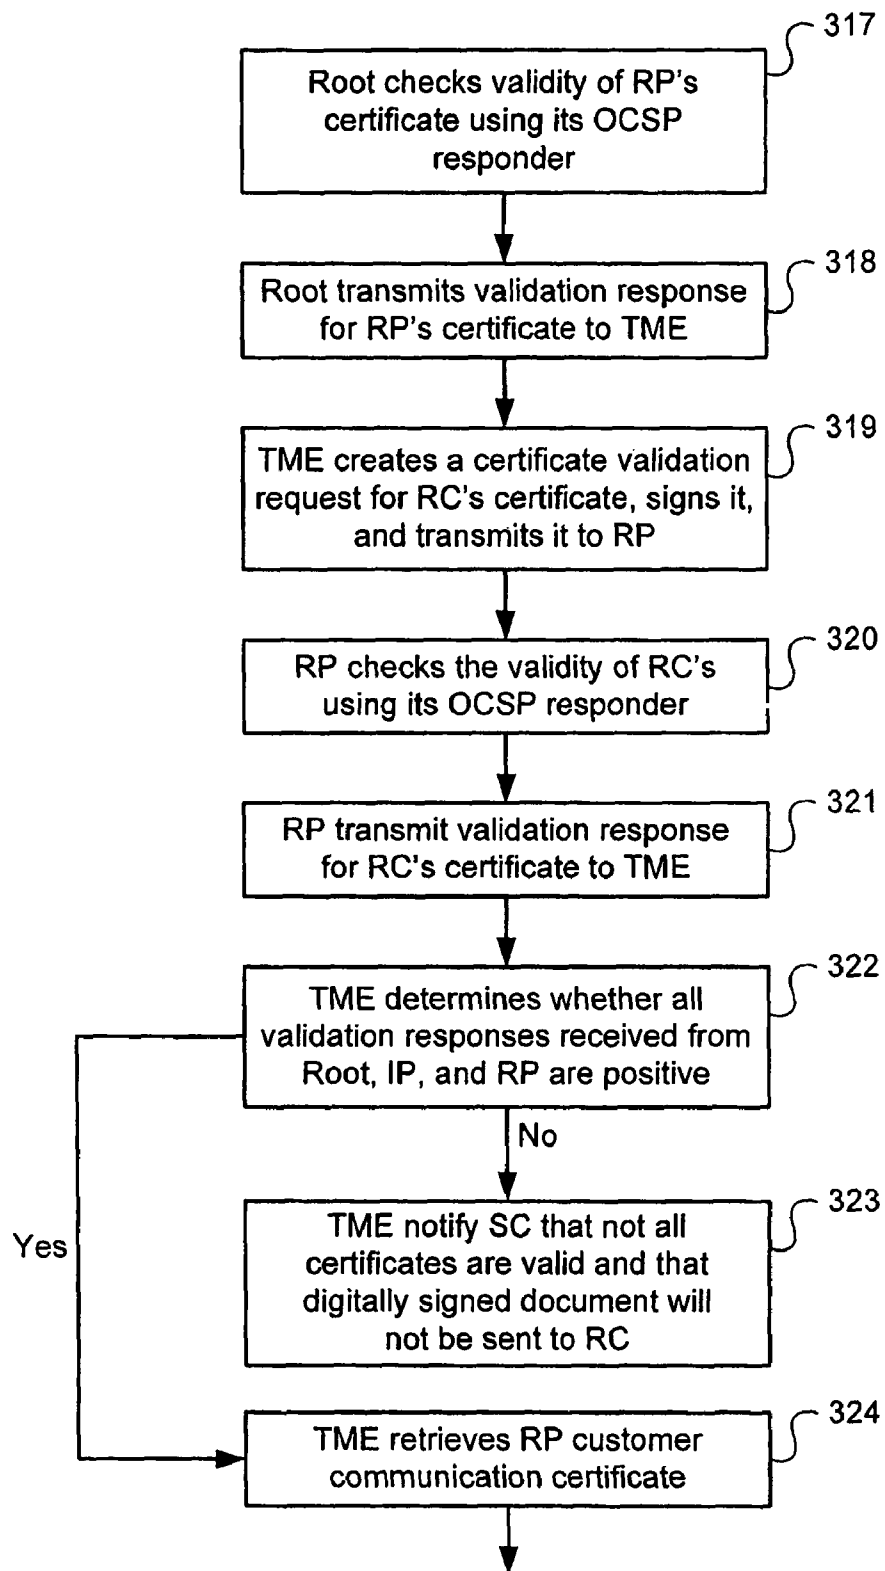 317
Root checks validity of RP's
certificate using its OCSP
responder
318
Root transmits validation response
for RP's certificate to TME
319
TME creates a certificate validation
request for RC's certificate, signs it,
and transmits it to RP
320
RP checks the validity of RC's
using its OCSP responder
321
RP transmit validation response
for RC's certificate to TME
322
TME determines whether all
validation responses received from
Root, IP, and RP are positive
No
323
TME notify SC that not all
certificates are valid and that
digitally signed document will
not be sent to RC
Yes
324
TME retrieves RP customer
communication certificate